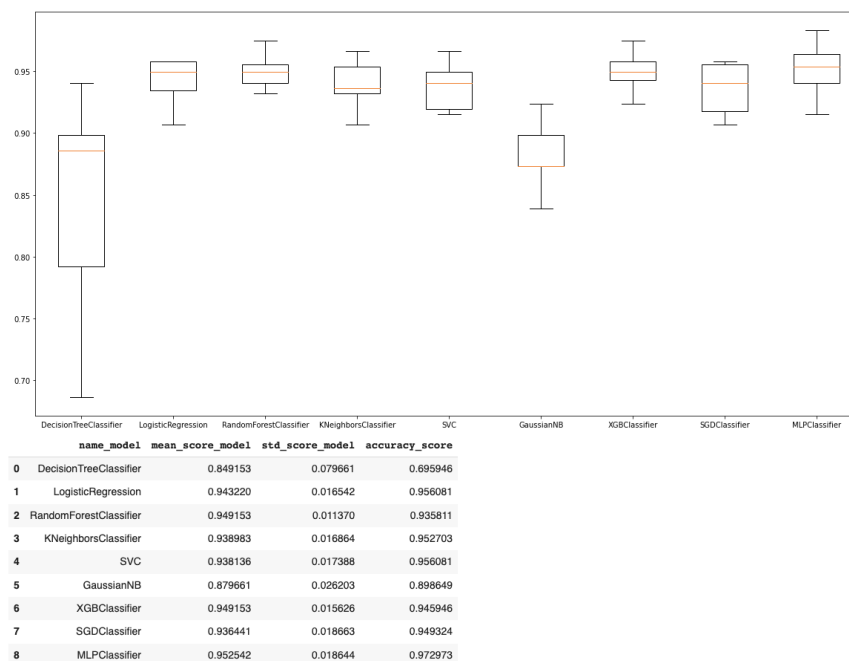 0.95
0.90
0.85
0.80
0.75
0.70
DecisionTreeClassifier LogisticRegression RandomForestClassifier KNeighborsClassifier SVC GaussianNB XGBClassifier SGDClassifier MLPClassifier
name_model mean_score_model std_score_model accuracy_score
0 DecisionTreeClassifier 0.849153 0.079661 0.695946
1 LogisticRegression 0.943220 0.016542 0.956081
2 RandomForestClassifier 0.949153 0.011370 0.935811
3 KNeighborsClassifier 0.938983 0.016864 0.952703
4 SVC 0.938136 0.017388 0.956081
5 GaussianNB 0.879661 0.026203 0.898649
6 XGBClassifier 0.949153 0.015626 0.945946
7 SGDClassifier 0.936441 0.018663 0.949324
8 MLPClassifier 0.952542 0.018644 0.972973